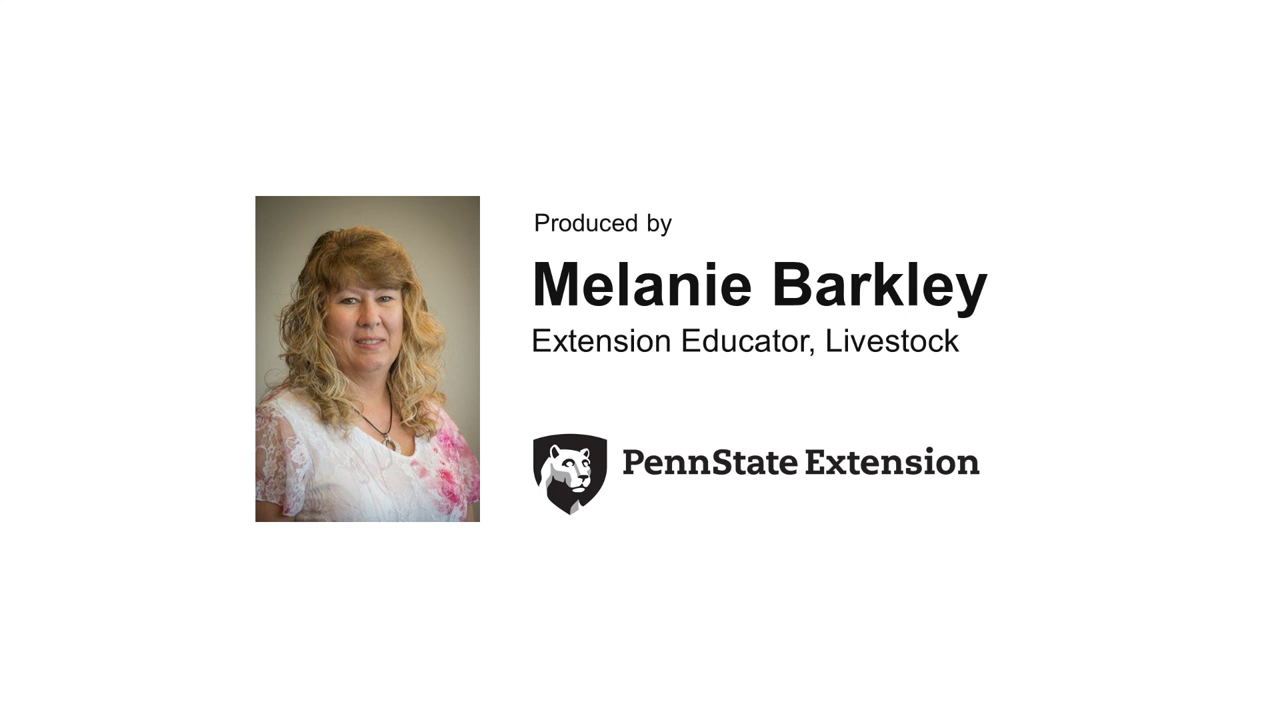 Produced by
Melanie Barkley
Extension Educator, Livestock
PennState Extension